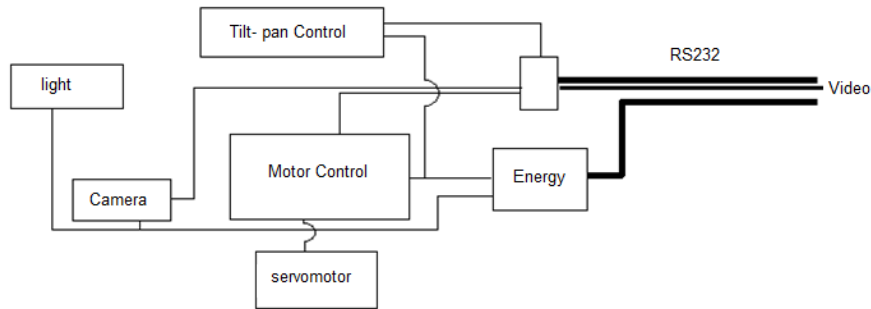 Tilt- pan Control
RS232
light
Video
Motor Control
Energy
Camera
servomotor